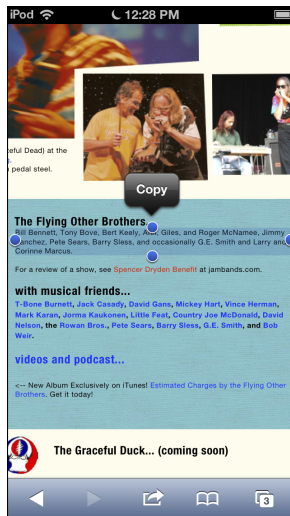 iPod 12:28 PM
eful Dead) at the
pedal steel.
Copy
The Flying Other Brothers
Bill Bennett, Tony Bove, Bert Keely, Giles, and Roger McNamee, Jimmy
Sanchez, Pete Sears, Barry Sless, and occasionally G.E. Smith and Larry and
Corinne Marcus.
For a review of a show, see Spencer Dryden Benefit at jambands.com.
with musical friends...
T-Bone Burnett, Jack Casady, David Gans, Mickey Hart, Vince Herman,
Mark Karan, Jorma Kaukonen, Little Feat, Country Joe McDonald, David
Nelson, the Rowan Bros., Pete Sears, Barry Sless, G.E. Smith, and Bob
Weir.
videos and podcast...
<-- New Album Exclusively on iTunes! Estimated Charges by the Flying Other
Brothers. Get it today!
The Graceful Duck... (coming soon)
3